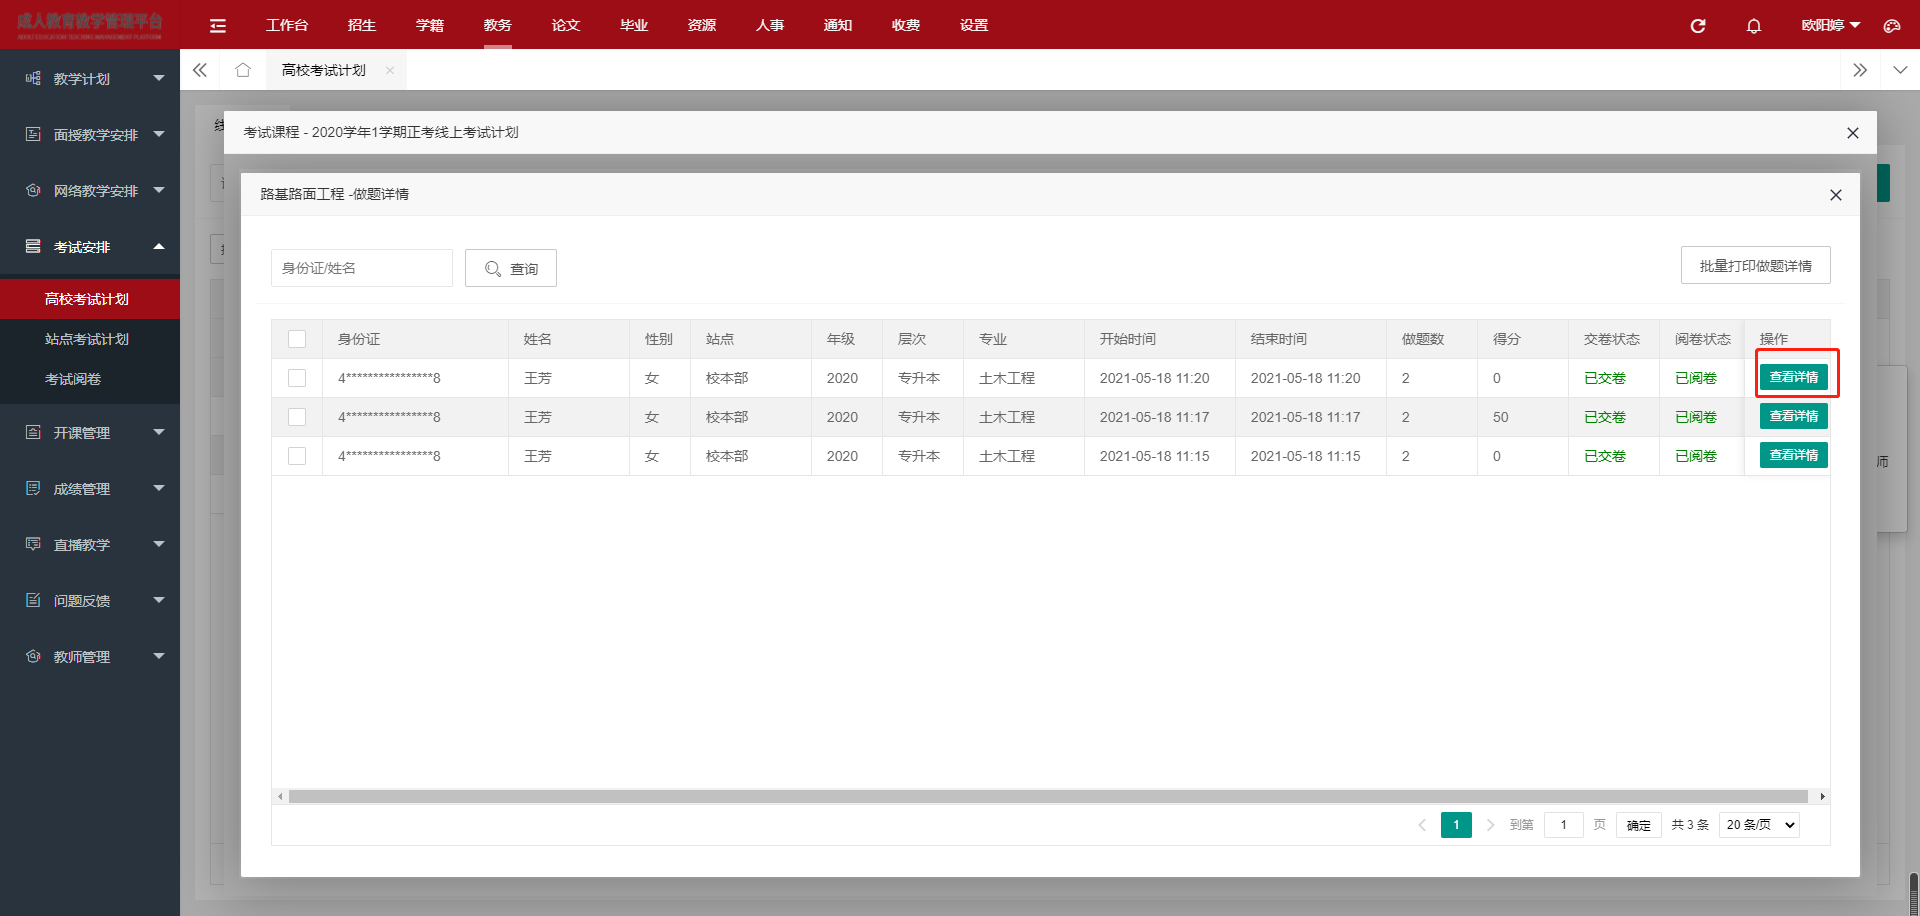 成人教育教学管理平台
ADULT EDUCATION TEACHING MANAGEMENT PLATFORM
工作台 招生 学籍 教务 论文 毕业 资源 人事 通知 收费 设置
欧阳婷
教学计划
面授教学安排
网络教学安排
考试安排
高校考试计划
站点考试计划
考试阅卷
开课管理
成绩管理
直播教学
问题反馈
教师管理
高校考试计划
考试课程 - 2020学年1学期正考线上考试计划
路基路面工程 -做题详情
身份证/姓名 查询 批量打印做题详情
身份证 姓名 性别 站点 年级 层次 专业 开始时间 结束时间 做题数 得分 交卷状态 阅卷状态 操作
4****************8 王芳 女 校本部 2020 专升本 土木工程 2021-05-18 11:20 2021-05-18 11:20 2 0 已交卷 已阅卷 查看详情
4****************8 王芳 女 校本部 2020 专升本 土木工程 2021-05-18 11:17 2021-05-18 11:17 2 50 已交卷 已阅卷 查看详情
4****************8 王芳 女 校本部 2020 专升本 土木工程 2021-05-18 11:15 2021-05-18 11:15 2 0 已交卷 已阅卷 查看详情
师
1 到第 1 页 确定 共 3 条 20 条/页